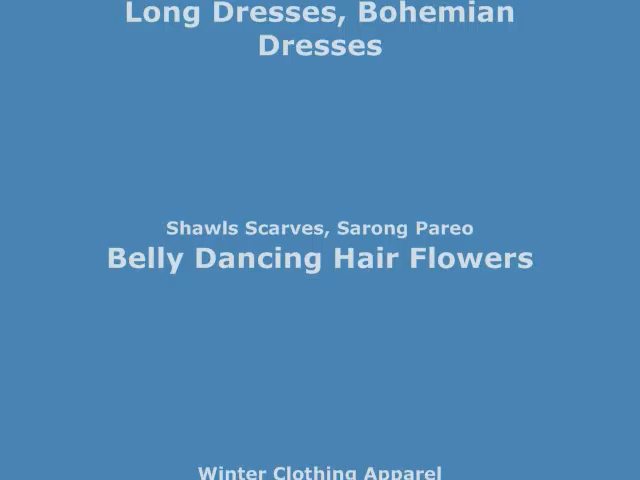 Long Dresses, Bohemian
Dresses
Shawls Scarves, Sarong Pareo
Belly Dancing Hair Flowers
Winter Clothing Apparel